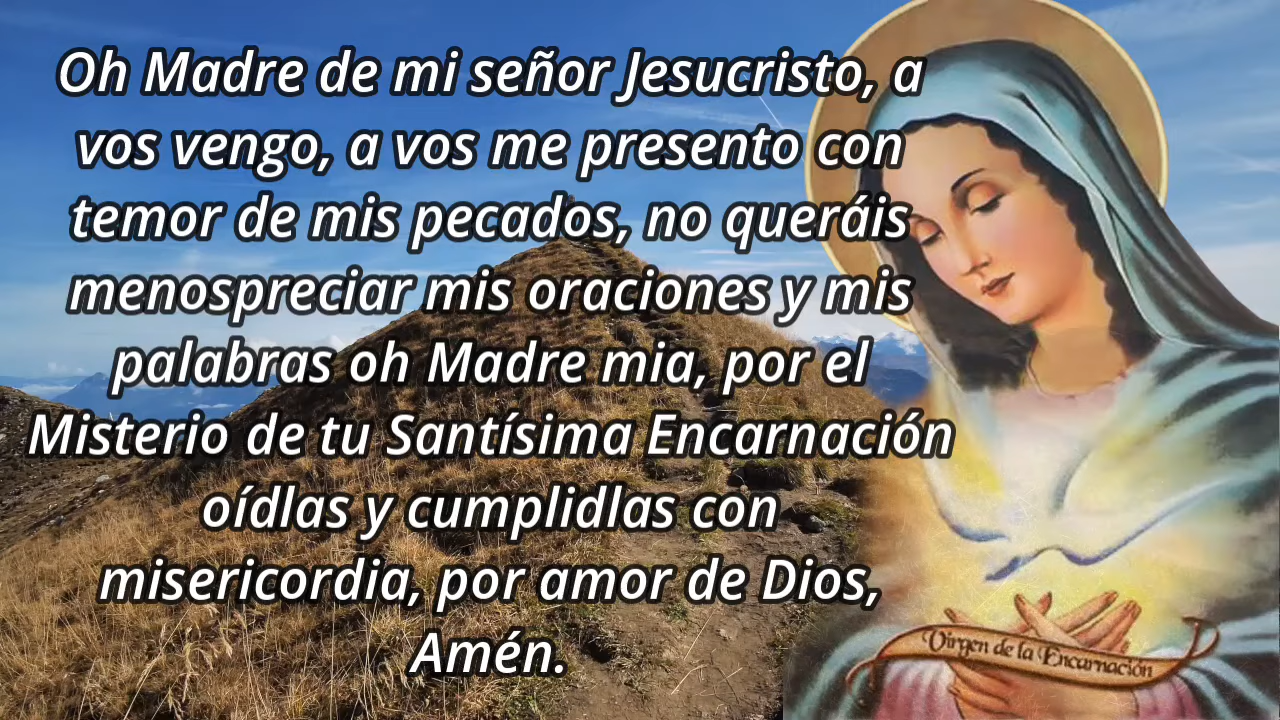 Oh Madre de mi señor Jesucristo, a
vos vengo, a vos me presento con
temor de mis pecados, no queráis
menospreciar mis oraciones y mis
palabras oh Madre mia, por el
Misterio de tu Santísima Encarnación
oídlas y cumplidlas con
misericordia, por amor de Dios,
Amén.
Virgen de la Encarnación